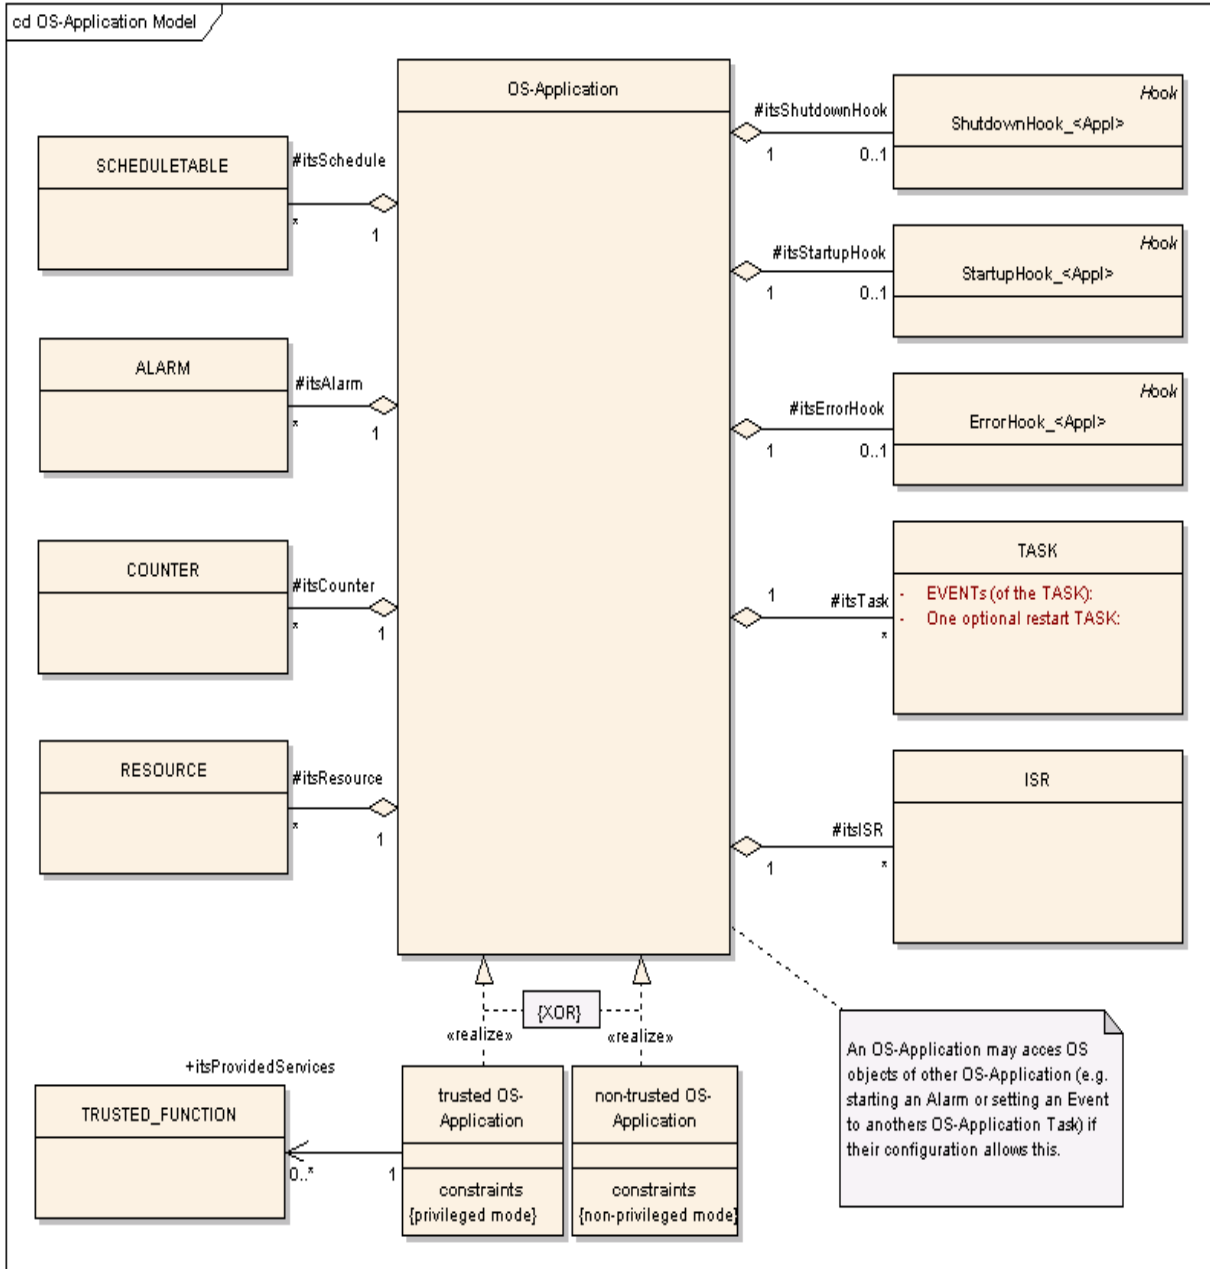 cd OS-Application Model
OS-Application
SCHEDULETABLE
#itsSchedule
*
1
ALARM
#itsAlarm
*
1
COUNTER
#itsCounter
*
1
RESOURCE
#itsResource
*
1
#itsShutdownHook
1
0..1
Hook
ShutdownHook_<Appl>
#itsStartupHook
1
0..1
Hook
StartupHook_<Appl>
#itsErrorHook
1
0..1
Hook
ErrorHook_<Appl>
1
#itsTask
*
TASK
- EVENTs (of the TASK):
- One optional restart TASK:
#itsISR
1
*
ISR
{XOR}
«realize»
«realize»
+itsProvidedServices
TRUSTED_FUNCTION
0..*
1
trusted OS-
Application
constraints
{privileged mode}
non-trusted OS-
Application
constraints
{non-privileged mode}
An OS-Application may acces OS
objects of other OS-Application (e.g.
starting an Alarm or setting an Event
to anothers OS-Application Task) if
their configuration allows this.